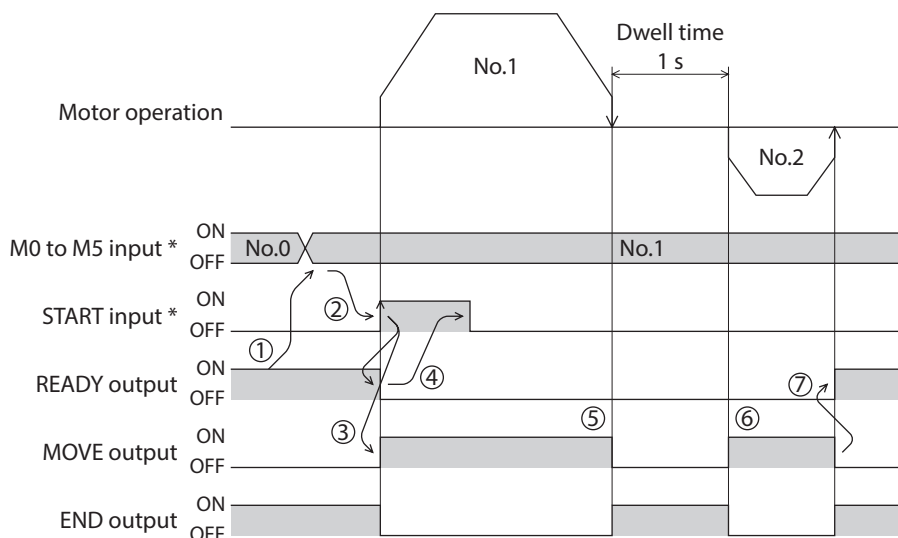 Dwell time
1 s
No.1
Motor operation
No.2
M0 to M5 input *
ON
OFF
No.0
No.1
START input *
ON
OFF
②
①
READY output
ON
OFF
④
⑦
③
⑤
⑥
MOVE output
ON
OFF
END output
ON
OFF